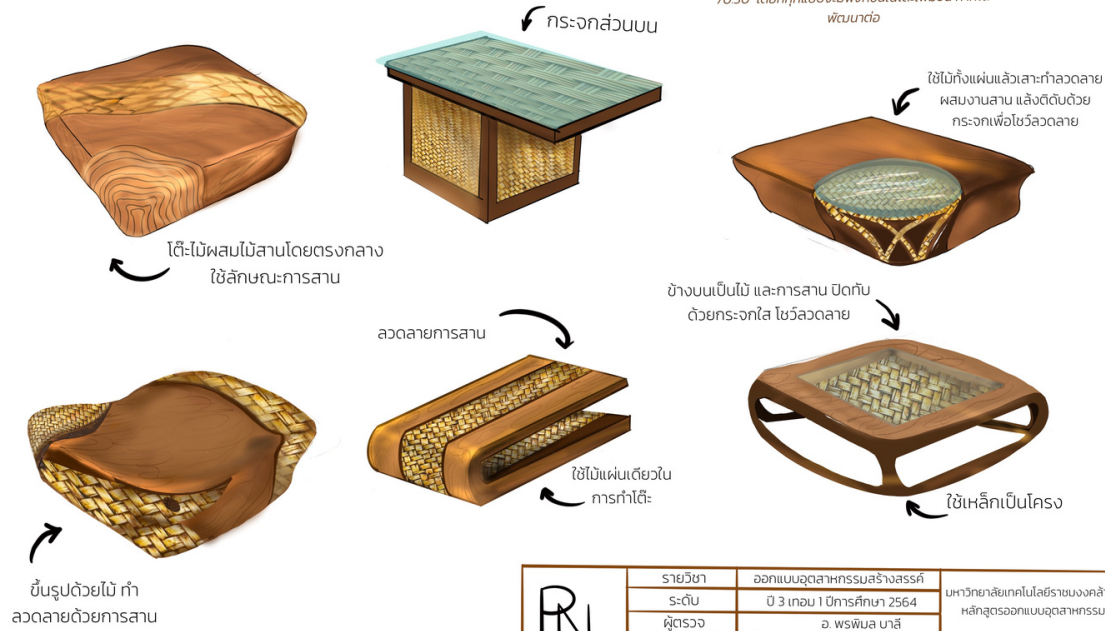 พัฒนาต่อ
กระจกส่วนบน
ใช้ไม้ทั้งแผ่นแล้วเสาะทำลวดลาย
ผสมงานสาน แล้งติดับด้วย
กระจกเพื่อโชว์ลวดลาย
โต๊ะไม้ผสมไม้สานโดยตรงกลาง
ใช้ลักษณะการสาน
ข้างบนเป็นไม้ และการสาน ปิดทับ
ด้วยกระจกใส โชว์ลวดลาย
ลวดลายการสาน
ใช้ไม้แผ่นเดียวใน
การทำโต๊ะ
ใช้เหล็กเป็นโครง
ขึ้นรูปด้วยไม้ ทำ
ลวดลายด้วยการสาน
รายวิชา
ออกแบบอุตสาหกรรมสร้างสรรค์
ระดับ
ปี 3 เทอม 1 ปีการศึกษา 2564
ผู้ตรวจ
อ. พรพิมล บาลี
หลักสูตรออกแบบอุตสาหกรรม